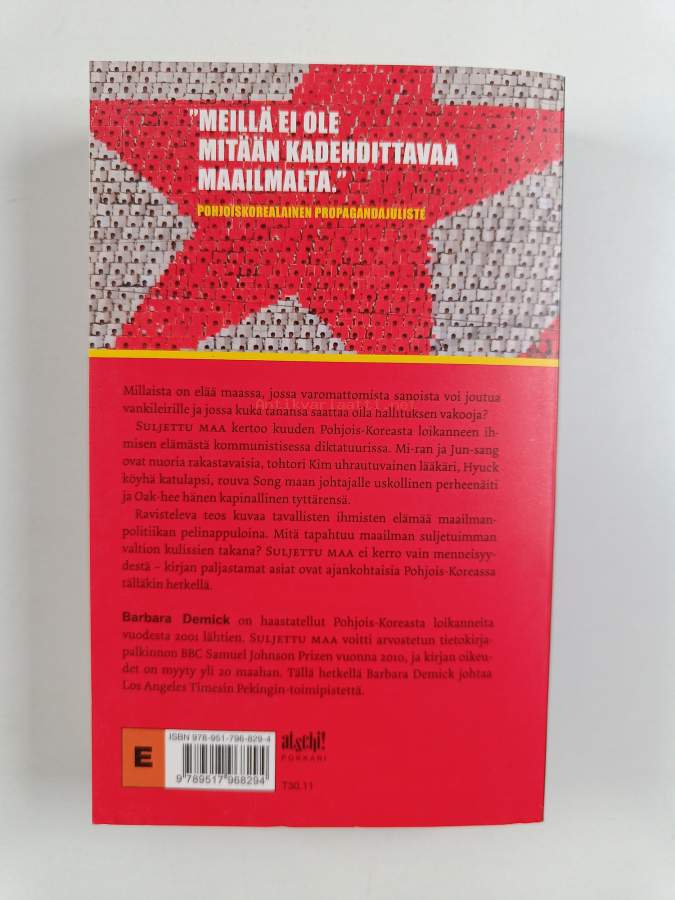 "MEILLÄ EI OLE
MITÄÄN KADEHDITTAVAA
MAAILMALTA."
POHJOISKOREALAINEN PROPAGANDAJULISTE
Millaista on elää maassa, jossa varomattomista sanoista voi joutua
vankileirille ja jossa kuka tahansa saattaa olla hallituksen vakooja?
SULJETTU MAA kertoo kuuden Pohjois-Koreasta loikanneen ih-
misen elämästä kommunistisessa diktatuurissa. Mi-ran ja Jun-sang
ovat nuoria rakastavaisia, tohtori Kim uhrautuvainen lääkäri, Hyuck
köyhä katulapsi, rouva Song maan johtajalle uskollinen perheenäiti
ja Oak-hee hänen kapinallinen tyttärensä.
Ravisteleva teos kuvaa tavallisten ihmisten elämää maailman-
politiikan pelinappuloina. Mitä tapahtuu maailman suljetuimman
valtion kulissien takana? SULJETTU MAA ei kerro vain menneisyy-
destä – kirjan paljastamat asiat ovat ajankohtaisia Pohjois-Koreassa
tälläkin hetkellä.
Barbara Demick on haastatellut Pohjois-Koreasta loikanneita
vuodesta 2001 lähtien. SULJETTU MAA voitti arvostetun tietokirja-
palkinnon BBC Samuel Johnson Prizen vuonna 2010, ja kirjan oikeu-
det on myyty yli 20 maahan. Tällä hetkellä Barbara Demick johtaa
Los Angeles Timesin Pekingin-toimipistettä.
E
ISBN 978-951-796-829-4
9 789517 968294
atschi!
POKKARI
T30.11